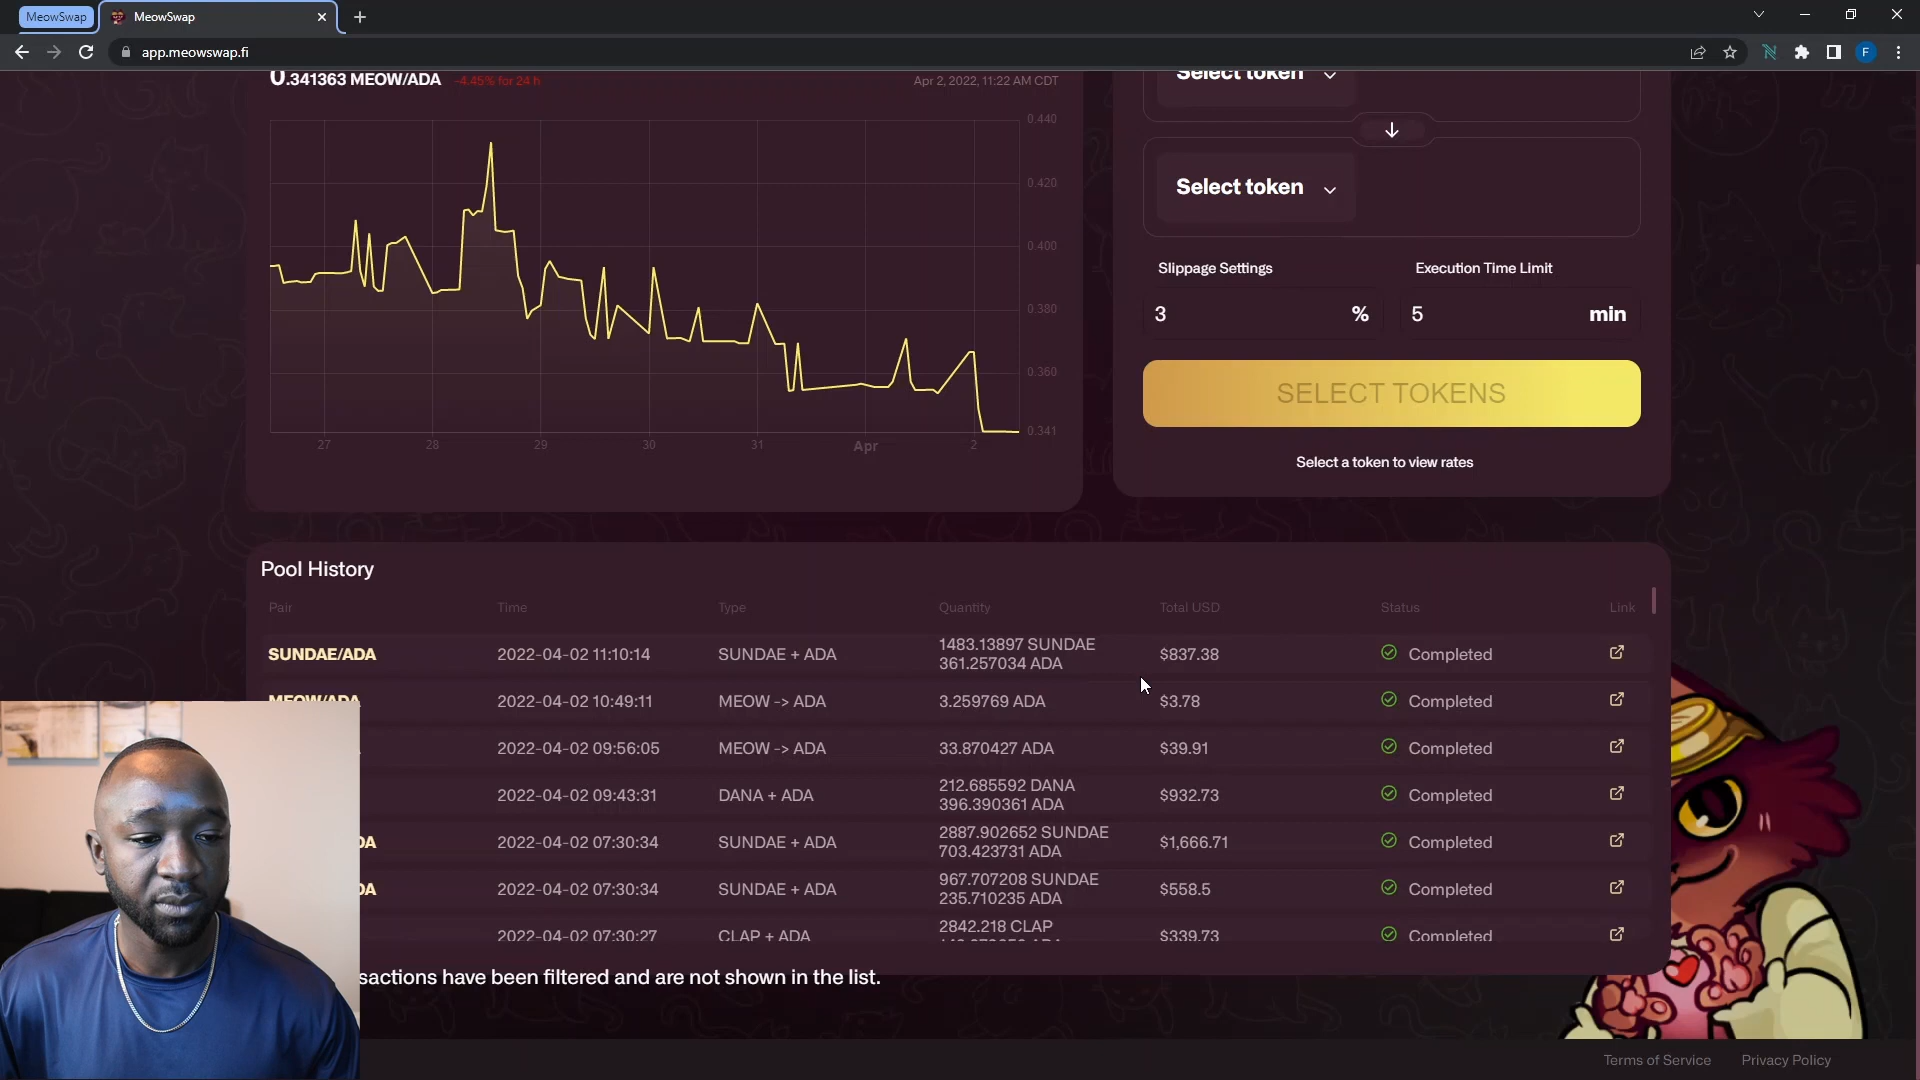 MeowSwap
MeowSwap
app.meowswap.fi
F
0.341363 MEOW/ADA -4.45% for 24 h Apr 2, 2022, 11:22 AM CDT
0.440
0.420
0.400
0.380
0.360
0.341
27 28 29 30 31 Apr 2
Select token
Select token
Slippage Settings Execution Time Limit
3 % 5 min
SELECT TOKENS
Select a token to view rates
Pool History
Pair Time Type Quantity Total USD Status Link
SUNDAE/ADA 2022-04-02 11:10:14 SUNDAE + ADA 1483.13897 SUNDAE $837.38 Completed
361.257034 ADA
MEOW/ADA 2022-04-02 10:49:11 MEOW -> ADA 3.259769 ADA $3.78 Completed
2022-04-02 09:56:05 MEOW -> ADA 33.870427 ADA $39.91 Completed
2022-04-02 09:43:31 DANA + ADA 212.685592 DANA $932.73 Completed
396.390361 ADA
DA 2022-04-02 07:30:34 SUNDAE + ADA 2887.902652 SUNDAE $1,666.71 Completed
703.423731 ADA
DA 2022-04-02 07:30:34 SUNDAE + ADA 967.707208 SUNDAE $558.5 Completed
235.710235 ADA
2022-04-02 07:30:27 CLAP + ADA 2842.218 CLAP $339.73 Completed
sactions have been filtered and are not shown in the list.
Terms of Service Privacy Policy